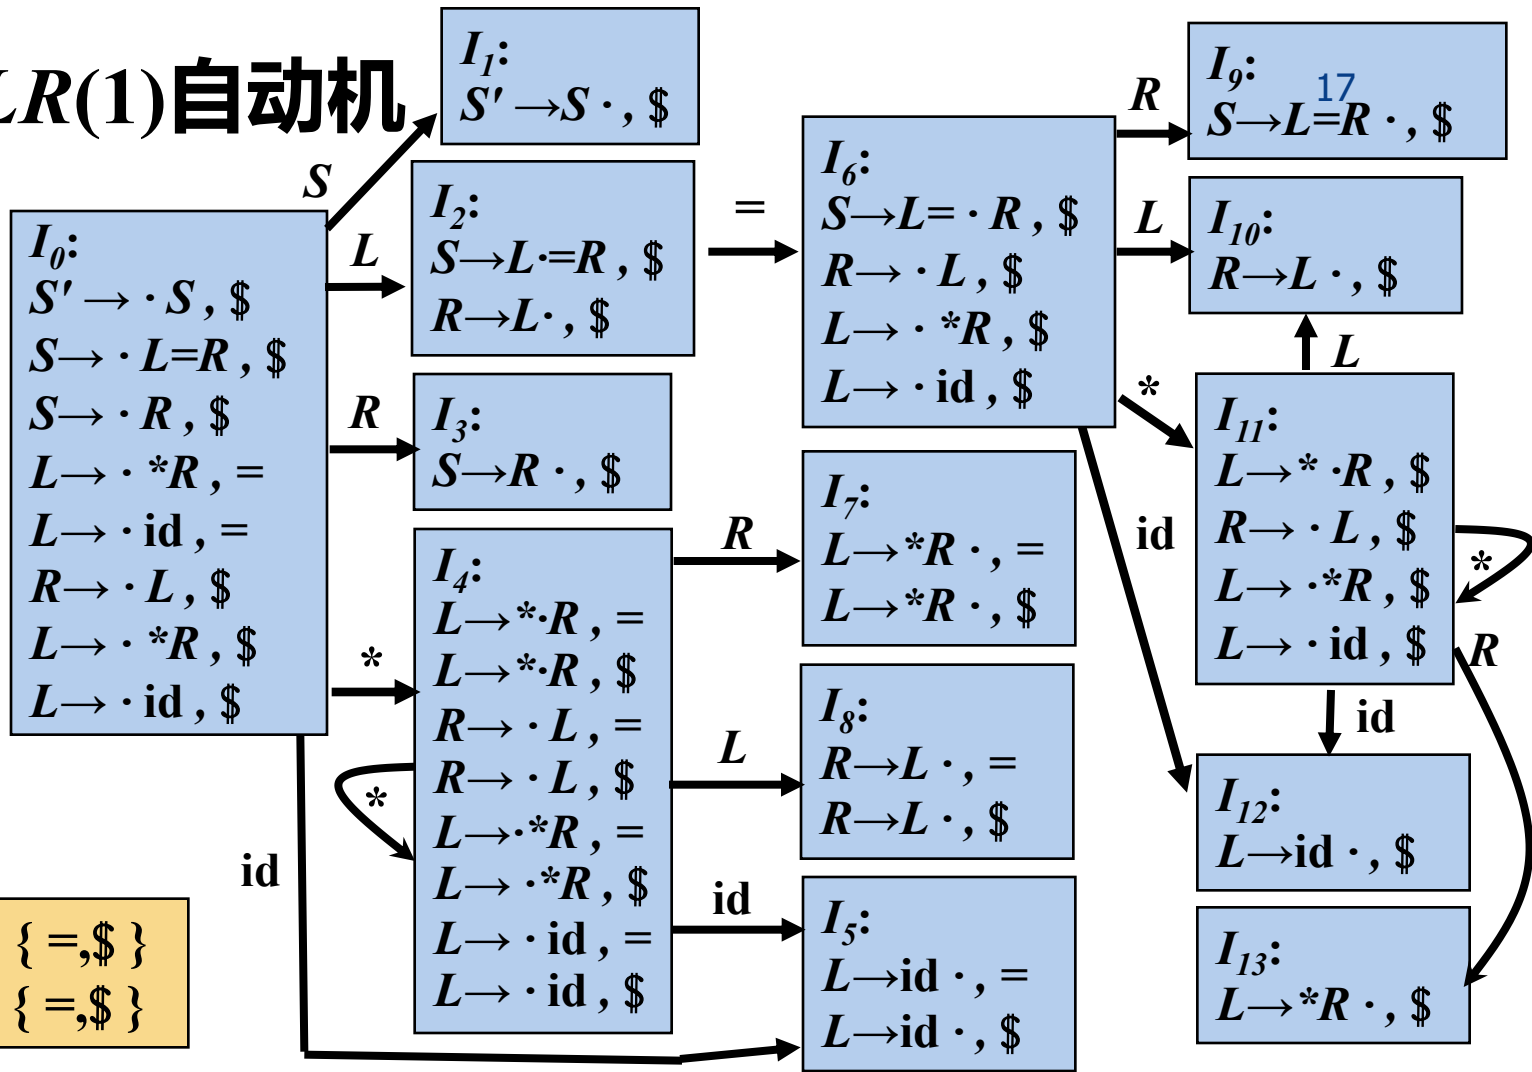 LR(1)自动机
I0:
S' → · S , $
S→ · L=R , $
S→ · R , $
L→ · *R , =
L→ · id , =
R→ · L , $
L→ · *R , $
L→ · id , $
S
L
R
*
id
I1:
S' →S · , $
I2:
S→L·=R , $
R→L· , $
I3:
S→R · , $
I4:
L→*·R , =
L→*·R , $
R→ · L , =
R→ · L , $
L→·*R , =
L→ ·*R , $
L→ · id , =
L→ · id , $
*
=
R
L
id
I6:
S→L= · R , $
R→ · L , $
L→ · *R , $
L→ · id , $
I7:
L→*R · , =
L→*R · , $
I8:
R→L · , =
R→L · , $
I5:
L→id · , =
L→id · , $
R
L
*
id
I9:
17
S→L=R · , $
I10:
R→L · , $
L
I11:
L→* ·R , $
R→ · L , $
L→ ·*R , $
L→ · id , $
*
R
id
I12:
L→id · , $
I13:
L→*R · , $
{ =,$ }
{ =,$ }